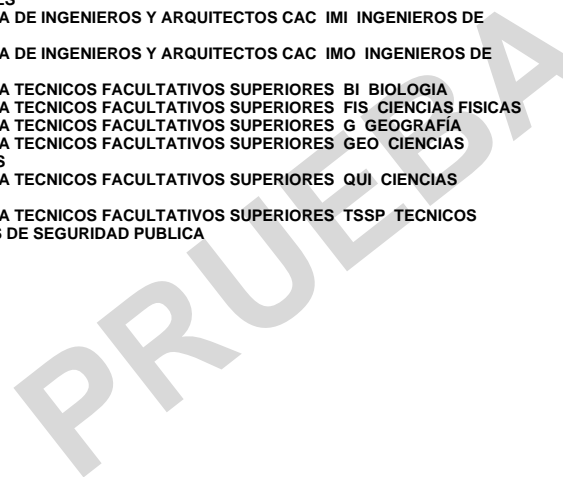 ES
A DE INGENIEROS Y ARQUITECTOS CAC IMI INGENIEROS DE
A DE INGENIEROS Y ARQUITECTOS CAC IMO INGENIEROS DE
A TECNICOS FACULTATIVOS SUPERIORES BI BIOLOGIA
A TECNICOS FACULTATIVOS SUPERIORES FIS CIENCIAS FISICAS
A TECNICOS FACULTATIVOS SUPERIORES G GEOGRAFÍA
A TECNICOS FACULTATIVOS SUPERIORES GEO CIENCIAS
S
A TECNICOS FACULTATIVOS SUPERIORES QUI CIENCIAS
A TECNICOS FACULTATIVOS SUPERIORES TSSP TECNICOS
S DE SEGURIDAD PUBLICA
PRUEBA